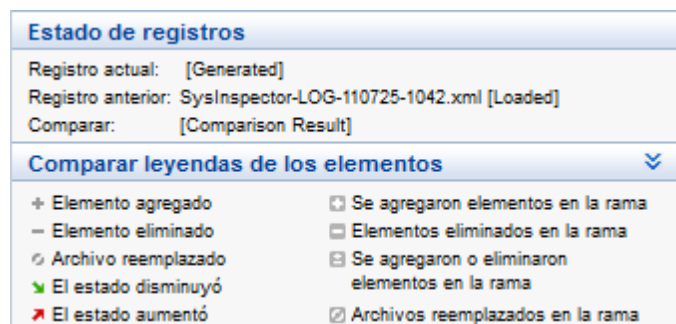 Estado de registros
Registro actual: [Generated]
Registro anterior: SysInspector-LOG-110725-1042.xml [Loaded]
Comparar: [Comparison Result]
Comparar leyendas de los elementos
Elemento agregado
Elemento eliminado
Archivo reemplazado
El estado disminuyó
El estado aumentó
Se agregaron elementos en la rama
Elementos eliminados en la rama
Se agregaron o eliminaron
elementos en la rama
Archivos reemplazados en la rama